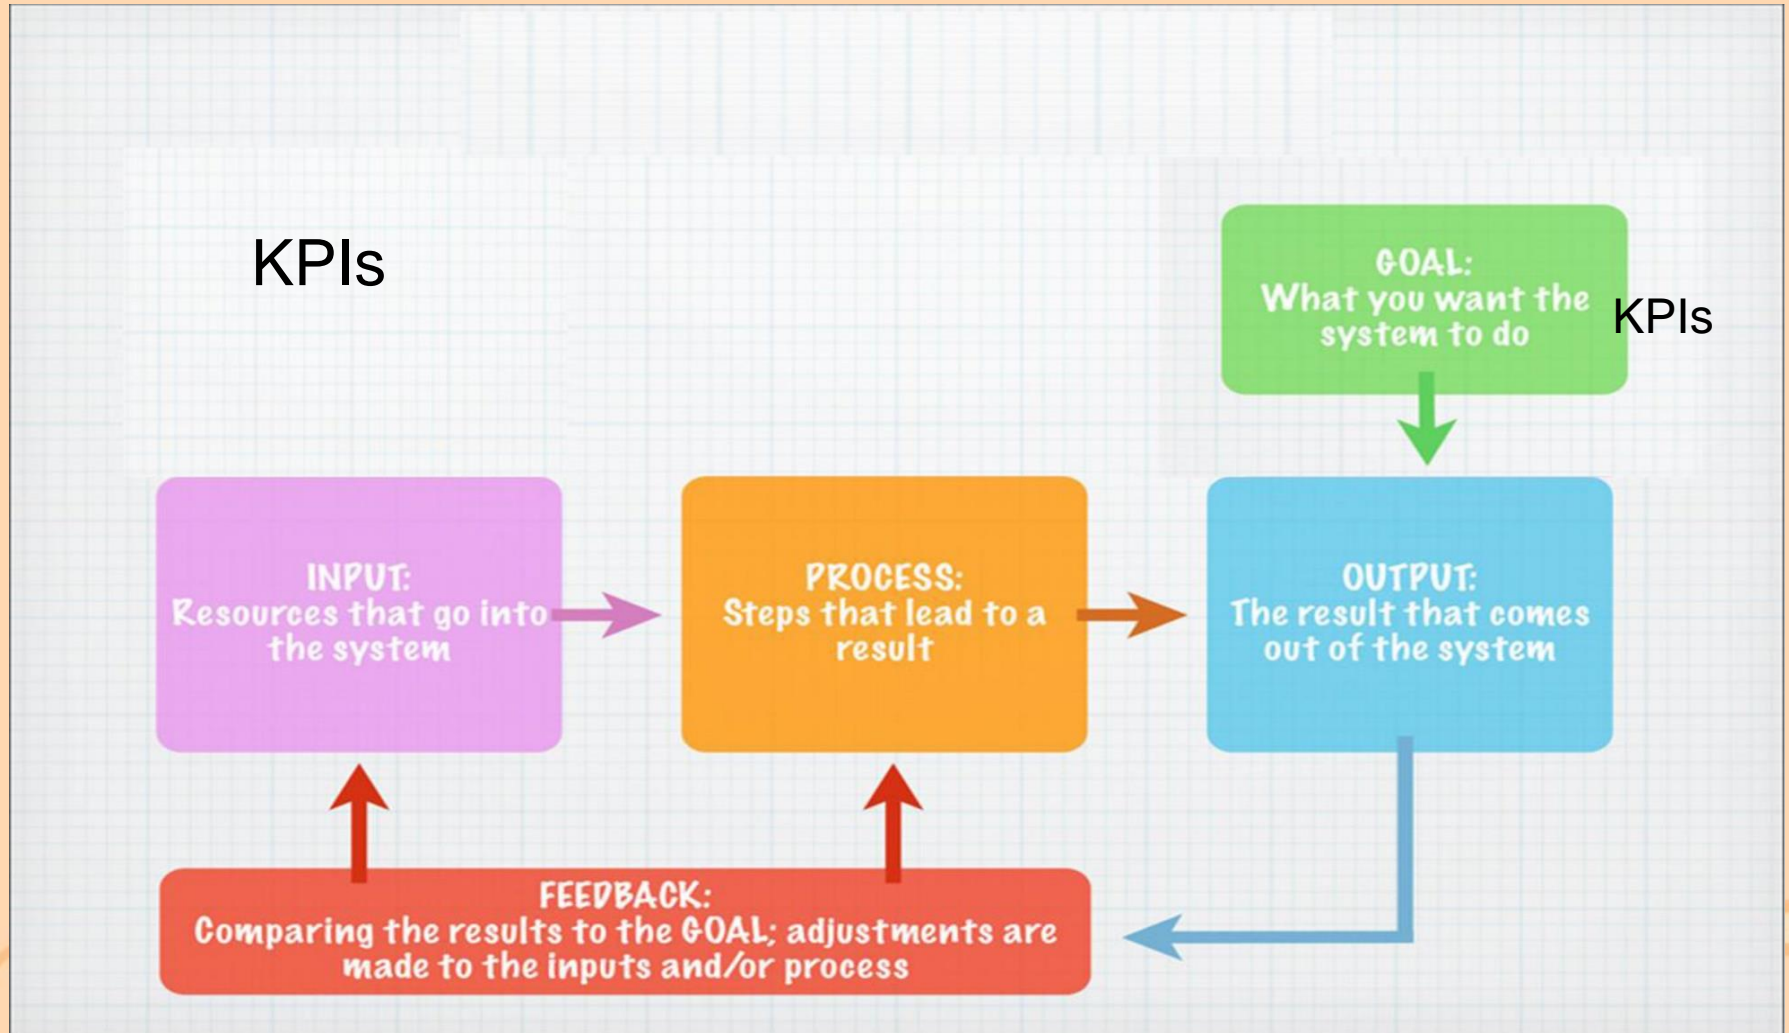 KPIs
GOAL:
What you want the
system to do
KPIs
INPUT:
Resources that go into
the system
PROCESS:
Steps that lead to a
result
OUTPUT:
The result that comes
out of the system
FEEDBACK:
Comparing the results to the GOAL; adjustments are
made to the inputs and/or process